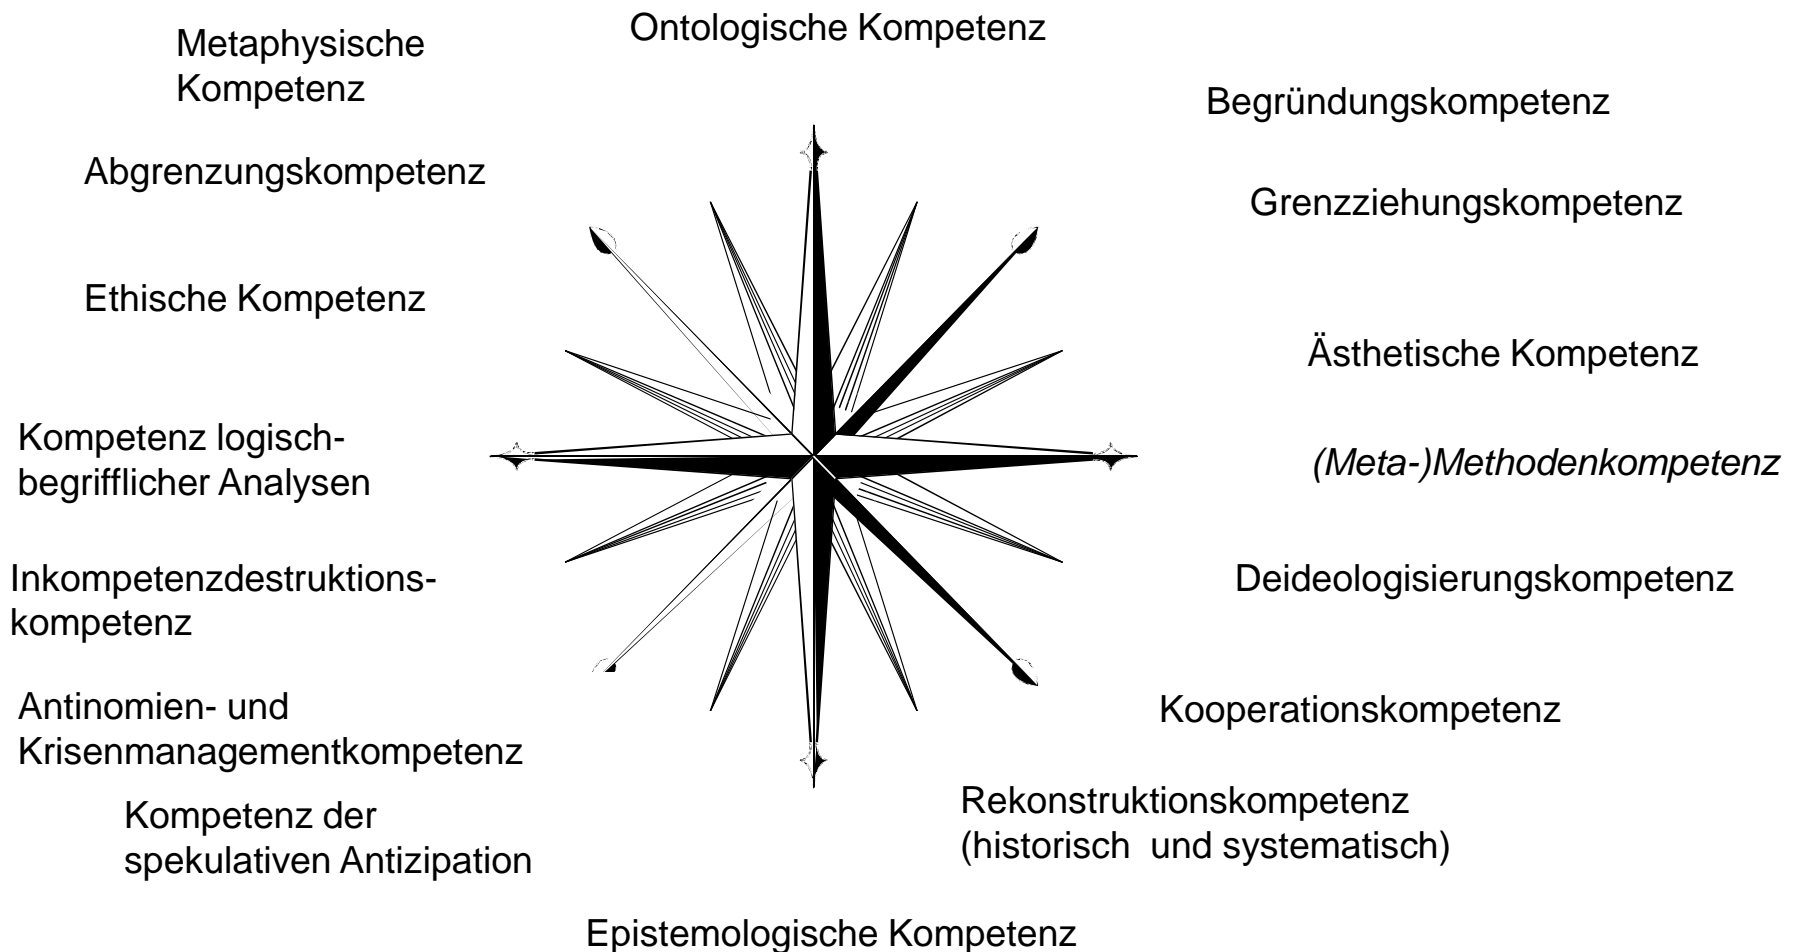 Ontologische Kompetenz
Metaphysische
Kompetenz
Begründungskompetenz
Abgrenzungskompetenz
Grenzziehungskompetenz
Ethische Kompetenz
Ästhetische Kompetenz
Kompetenz logisch-
begrifflicher Analysen
(Meta-)Methodenkompetenz
Inkompetenzdestruktions-
kompetenz
Deideologisierungskompetenz
Antinomien- und
Krisenmanagementkompetenz
Kooperationskompetenz
Kompetenz der
spekulativen Antizipation
Rekonstruktionskompetenz
(historisch und systematisch)
Epistemologische Kompetenz